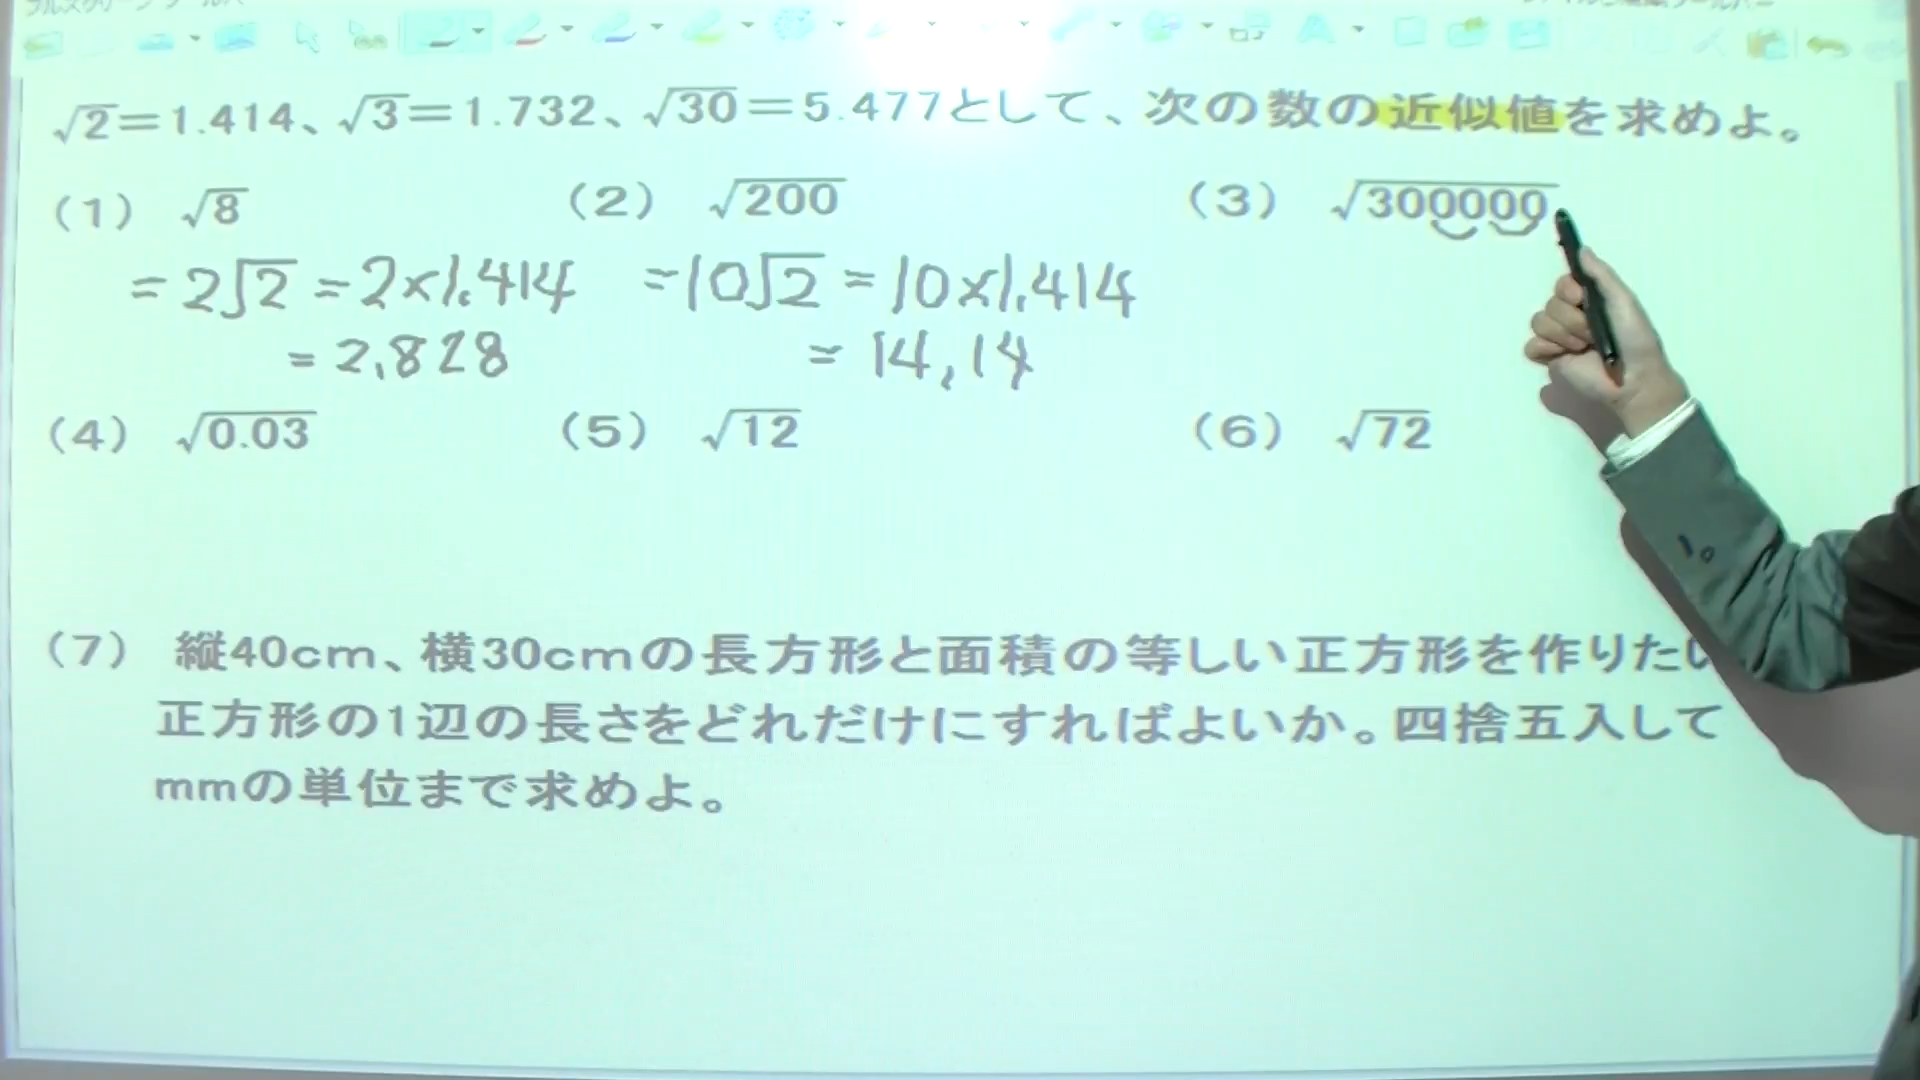 √2=1.414、√3=1.732、√30=5.477として、次の数の近似値を求めよ。
(1) √8 (2) √200 (3) √300000
=2√2=2×1.414 =10√2=10×1.414
=2.828 =14.14
(4) √0.03 (5) √12 (6) √72
(7) 縦40cm、横30cmの長方形と面積の等しい正方形を作りたい
正方形の1辺の長さをどれだけにすればよいか。四捨五入して
mmの単位まで求めよ。